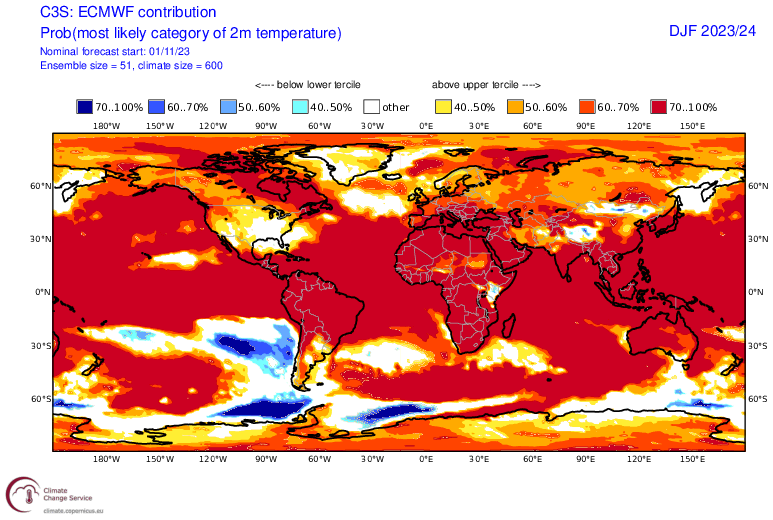 C3S: ECMWF contribution
Prob(most likely category of 2m temperature)
DJF 2023/24
Nominal forecast start: 01/11/23
Ensemble size = 51, climate size = 600
<---- below lower tercile above upper tercile ---->
70..100% 60..70% 50..60% 40..50% other 40..50% 50..60% 60..70% 70..100%
180°W 150°W 120°W 90°W 60°W 30°W 0°E 30°E 60°E 90°E 120°E 150°E
60°N 60°N
30°N 30°N
0°N 0°N
30°S 30°S
60°S 60°S
180°W 150°W 120°W 90°W 60°W 30°W 0°E 30°E 60°E 90°E 120°E 150°E
Climate
Change Service
climate.copernicus.eu